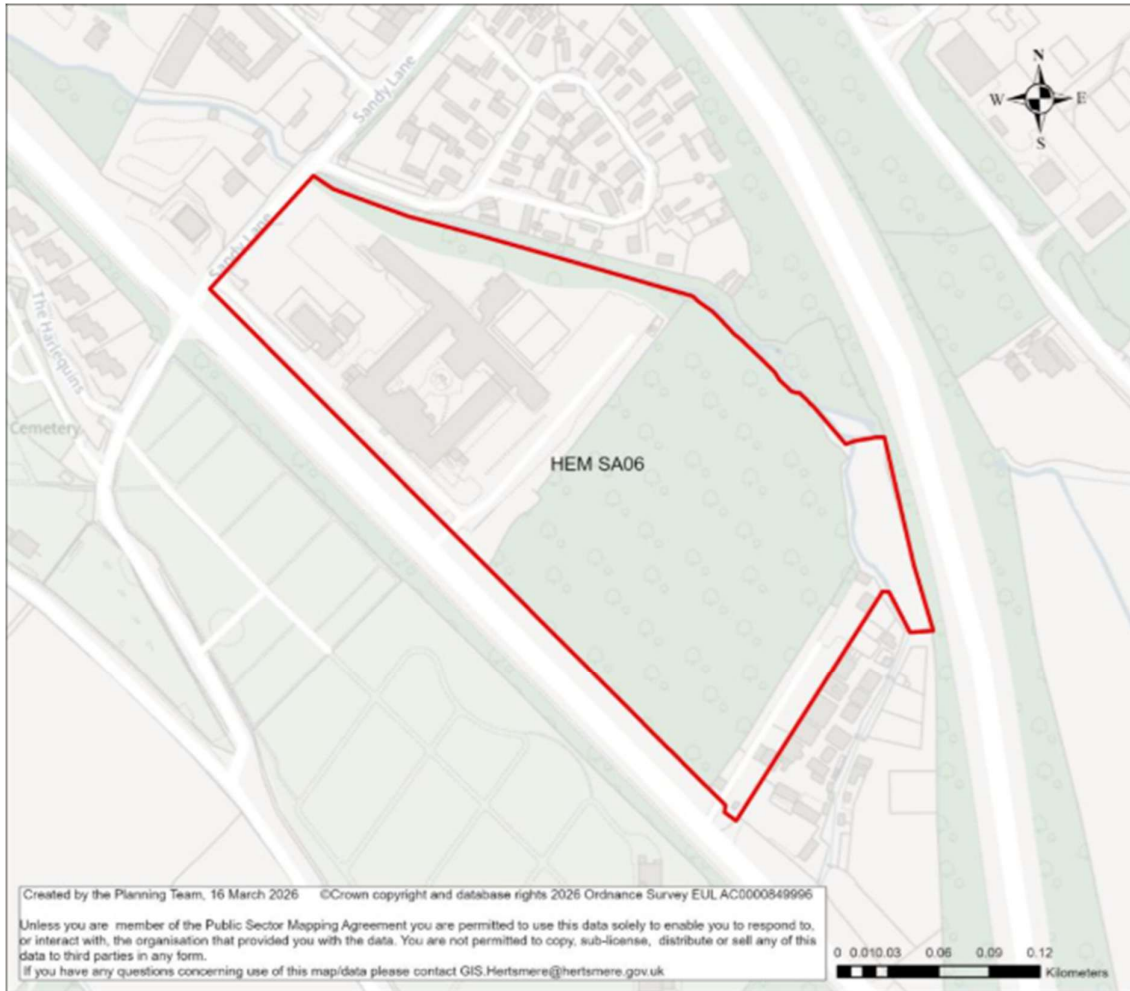 N
W E
S
Sandy Lane
Sandy Lane
The Harlequins
Cemetery
HEM SA06
Created by the Planning Team, 16 March 2026 ©Crown copyright and database rights 2026 Ordnance Survey EUL AC0000849996
Unless you are member of the Public Sector Mapping Agreement you are permitted to use this data solely to enable you to respond to,
or interact with, the organisation that provided you with the data. You are not permitted to copy, sub-license, distribute or sell any of this
data to third parties in any form.
If you have any questions concerning use of this map/data please contact GIS.Hertsmere@hertsmere.gov.uk
0 0.01 0.03 0.06 0.09 0.12
Kilometers